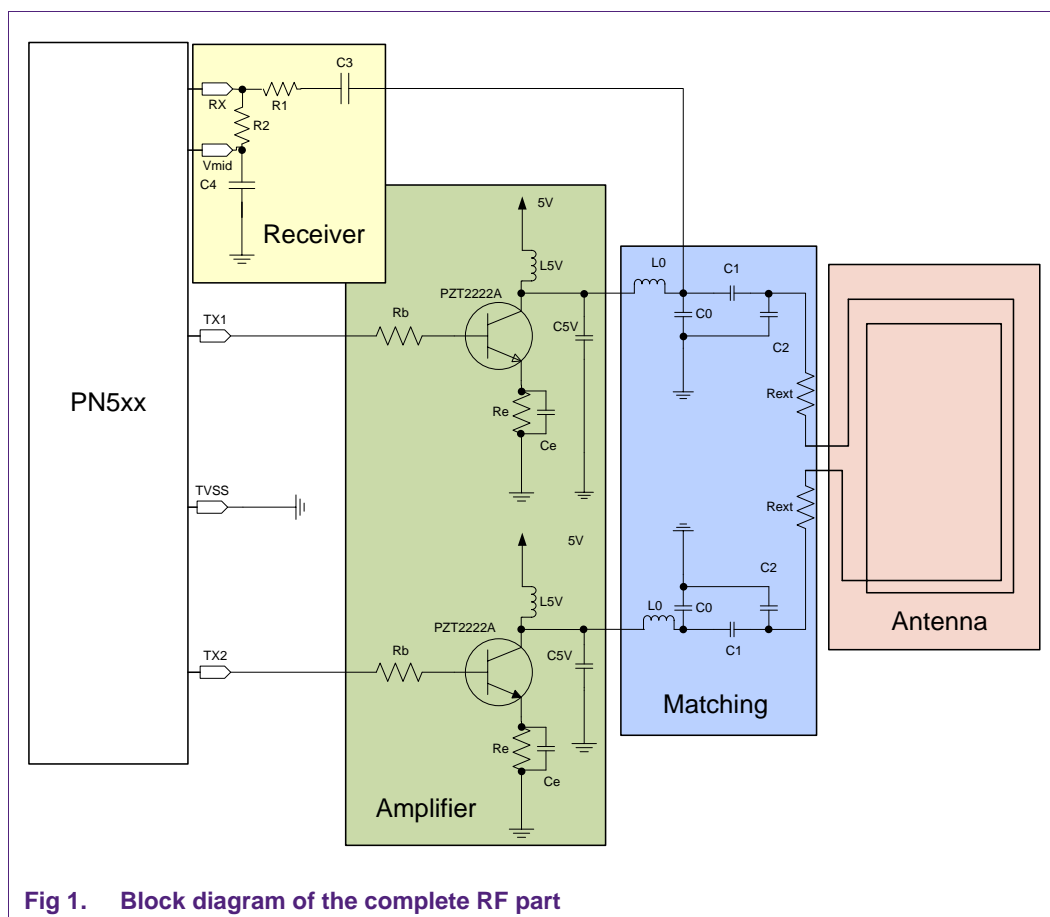 C3
RX
R1
R2
Vmid
C4
Receiver
5V
L5V
PZT2222A
L0
C1
TX1
Rb
C5V
C0
C2
PN5xx
Re
Ce
Rext
TVSS
Rext
5V
C2
L5V
L0
C0
PZT2222A
C1
Antenna
TX2
Rb
C5V
Matching
Re
Ce
Amplifier
Fig 1. Block diagram of the complete RF part